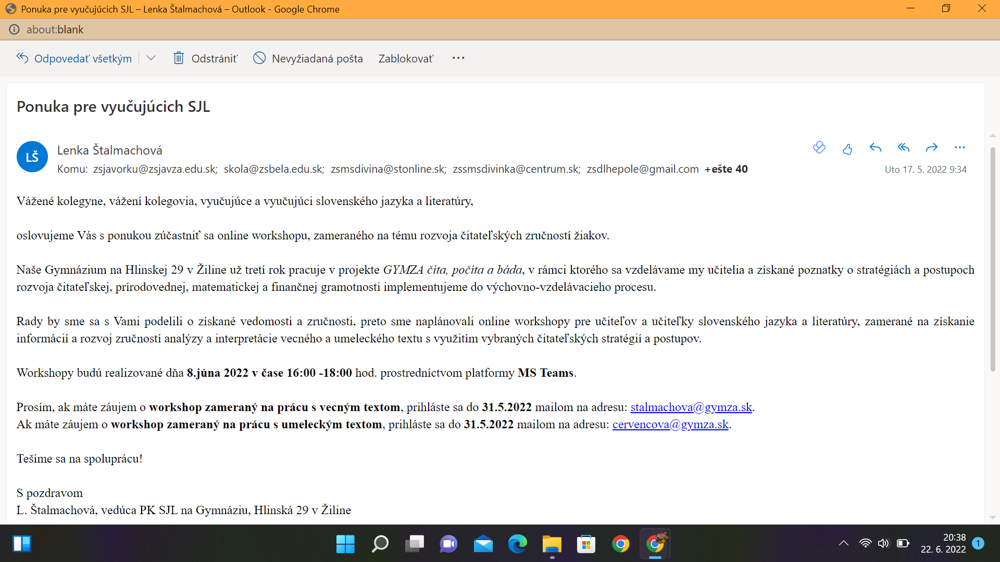 Ponuka pre vyučujúcich SJL – Lenka Štalmachová – Outlook - Google Chrome
about:blank
Odpovedať všetkým Odstrániť Nevyžiadaná pošta Zablokovať
Ponuka pre vyučujúcich SJL
LŠ
Lenka Štalmachová
Komu: zsjavorku@zsjavza.edu.sk; skola@zsbela.edu.sk; zsmsdivina@stonline.sk; zssmsdivinka@centrum.sk; zsdlhepole@gmail.com +ešte 40
Uto 17. 5. 2022 9:34
Vážené kolegyne, vážení kolegovia, vyučujúce a vyučujúci slovenského jazyka a literatúry,
oslovujeme Vás s ponukou zúčastniť sa online workshopu, zameraného na tému rozvoja čitateľských zručností žiakov.
Naše Gymnázium na Hlinskej 29 v Žiline už tretí rok pracuje v projekte GYMZA číta, počíta a báda, v rámci ktorého sa vzdelávame my učitelia a získané poznatky o stratégiách a postupoch
rozvoja čitateľskej, prírodovednej, matematickej a finančnej gramotnosti implementujeme do výchovno-vzdelávacieho procesu.
Rady by sme sa s Vami podelili o získané vedomosti a zručnosti, preto sme naplánovali online workshopy pre učiteľov a učiteľky slovenského jazyka a literatúry, zamerané na získanie
informácií a rozvoj zručností analýzy a interpretácie vecného a umeleckého textu s využitím vybraných čitateľských stratégií a postupov.
Workshopy budú realizované dňa 8.júna 2022 v čase 16:00 -18:00 hod. prostredníctvom platformy MS Teams.
Prosím, ak máte záujem o workshop zameraný na prácu s vecným textom, prihláste sa do 31.5.2022 mailom na adresu: stalmachova@gymza.sk.
Ak máte záujem o workshop zameraný na prácu s umeleckým textom, prihláste sa do 31.5.2022 mailom na adresu: cervencova@gymza.sk.
Tešíme sa na spoluprácu!
S pozdravom
L. Štalmachová, vedúca PK SJL na Gymnáziu, Hlinská 29 v Žiline
20:38
22. 6. 2022
1